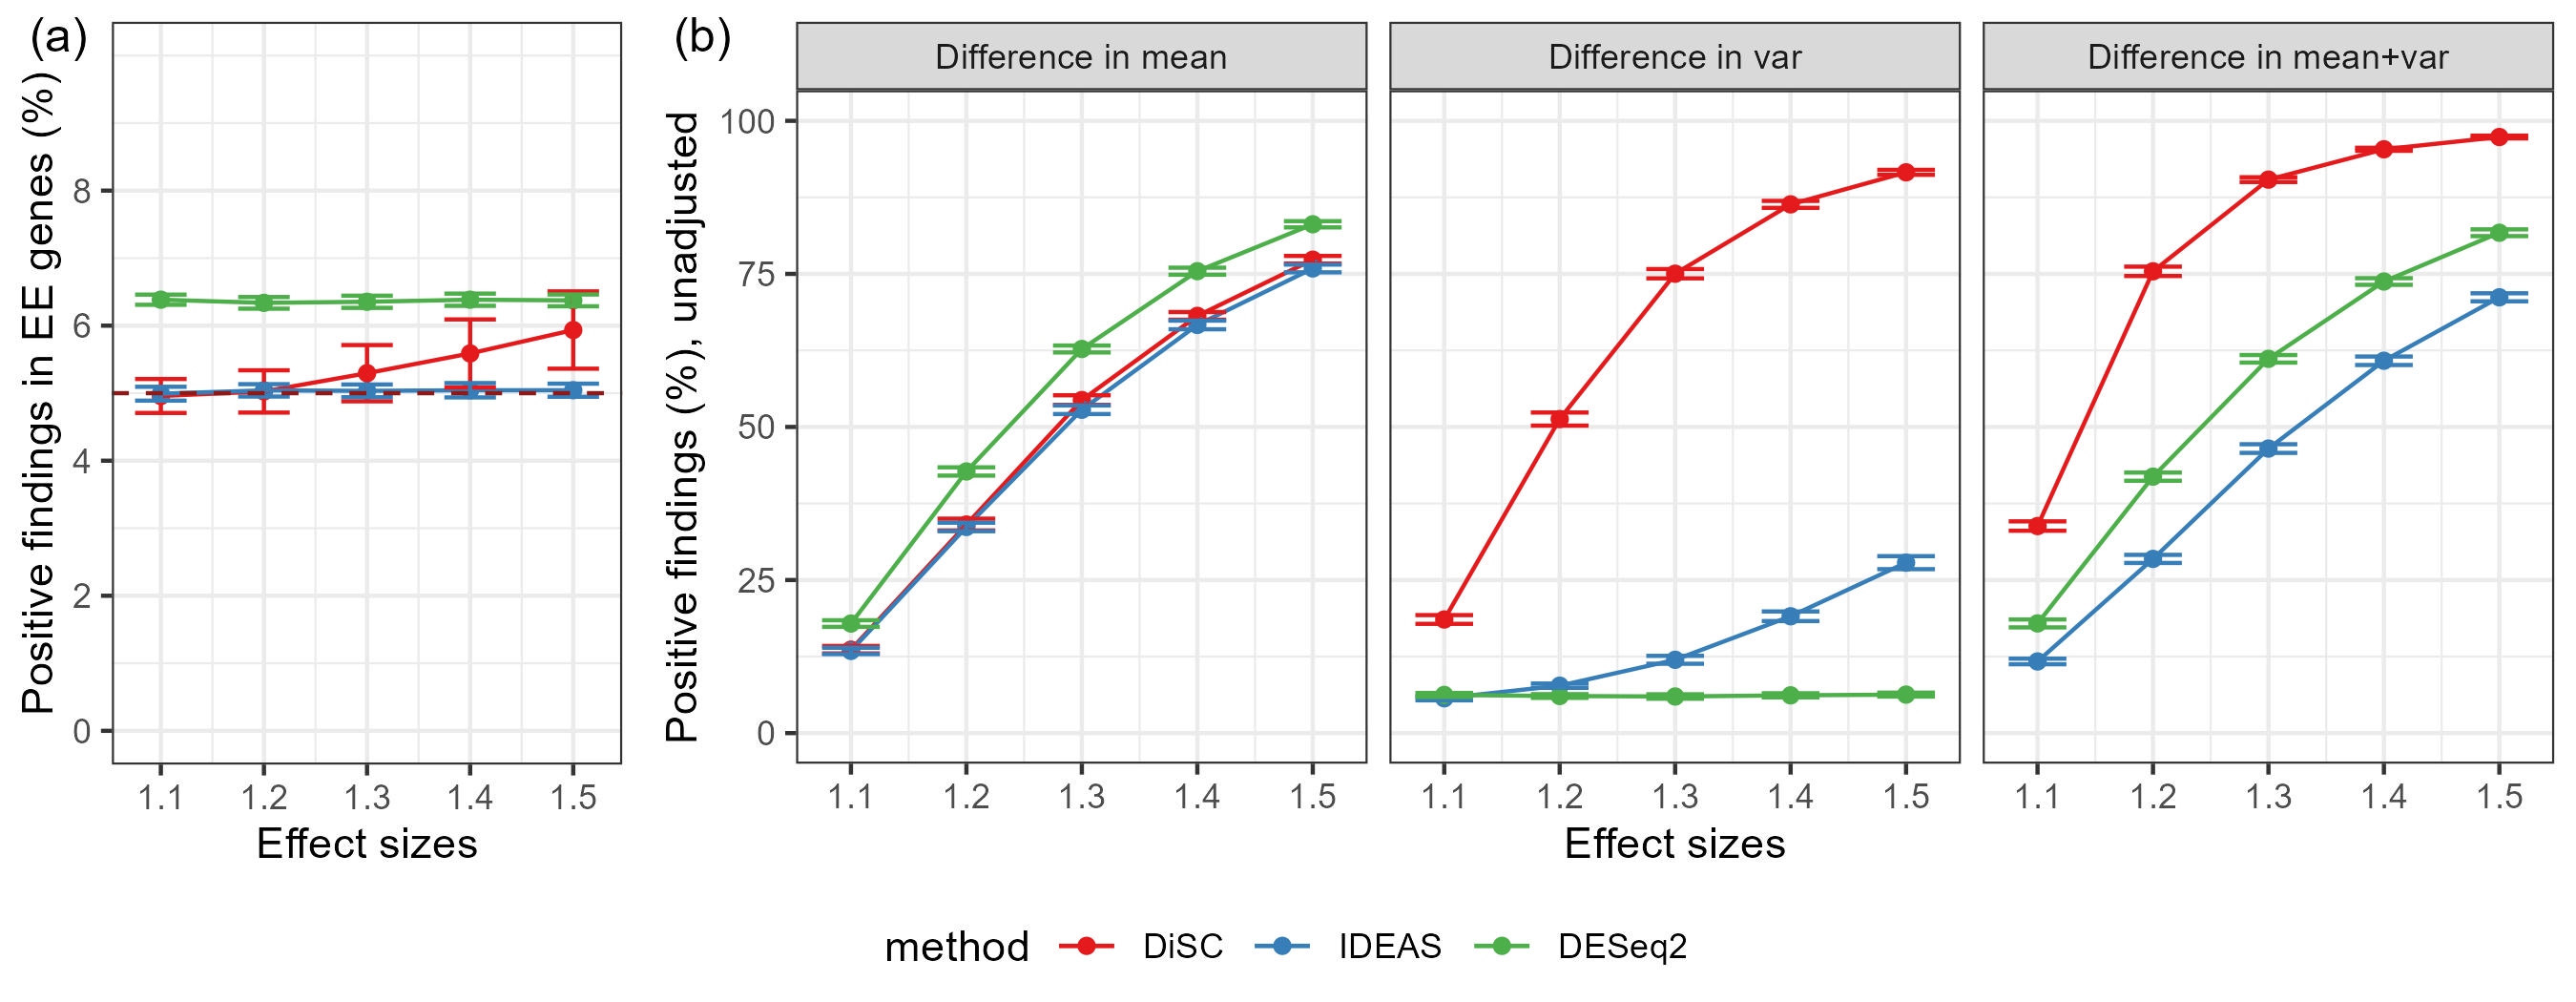 (a)
Positive findings in EE genes (%)
8
6
4
2
0
1.1 1.2 1.3 1.4 1.5
Effect sizes
(b)
Difference in mean
Difference in var
Difference in mean+var
Positive findings (%), unadjusted
100
75
50
25
0
1.1 1.2 1.3 1.4 1.5
1.1 1.2 1.3 1.4 1.5
1.1 1.2 1.3 1.4 1.5
Effect sizes
method DiSC IDEAS DESeq2